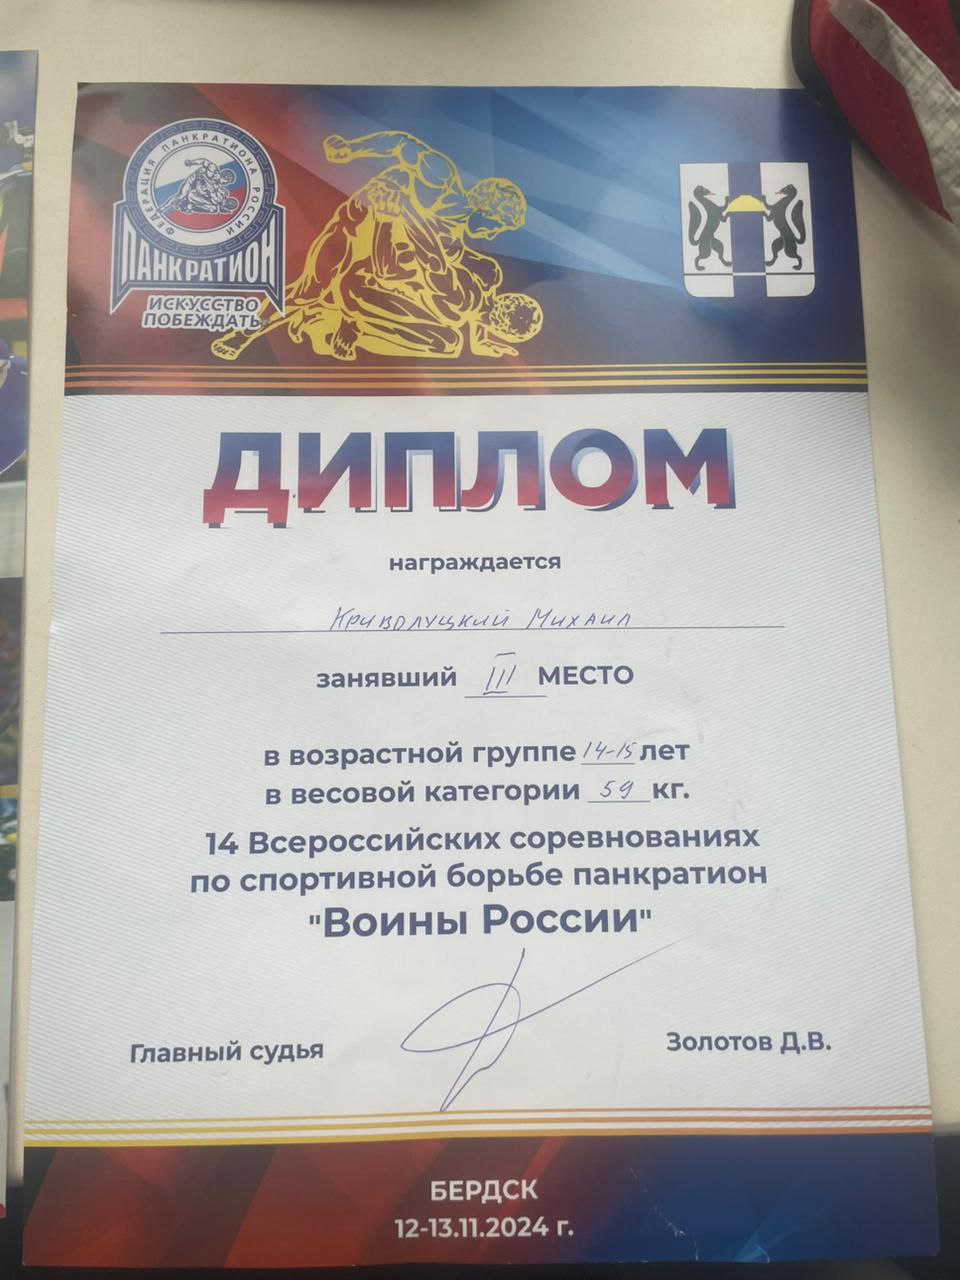 ФЕДЕРАЦИЯ ПАНКРАТИОНА РОССИИ
ПАНКРАТИОН
ИСКУССТВО
ПОБЕЖДАТЬ
ДИПЛОМ
награждается
Криволуцкий Михаил
занявший III МЕСТО
в возрастной группе 14-15 лет
в весовой категории 59 кг.
14 Всероссийских соревнованиях
по спортивной борьбе панкратион
"Воины России"
Главный судья Золотов Д.В.
БЕРДСК
12-13.11.2024 г.